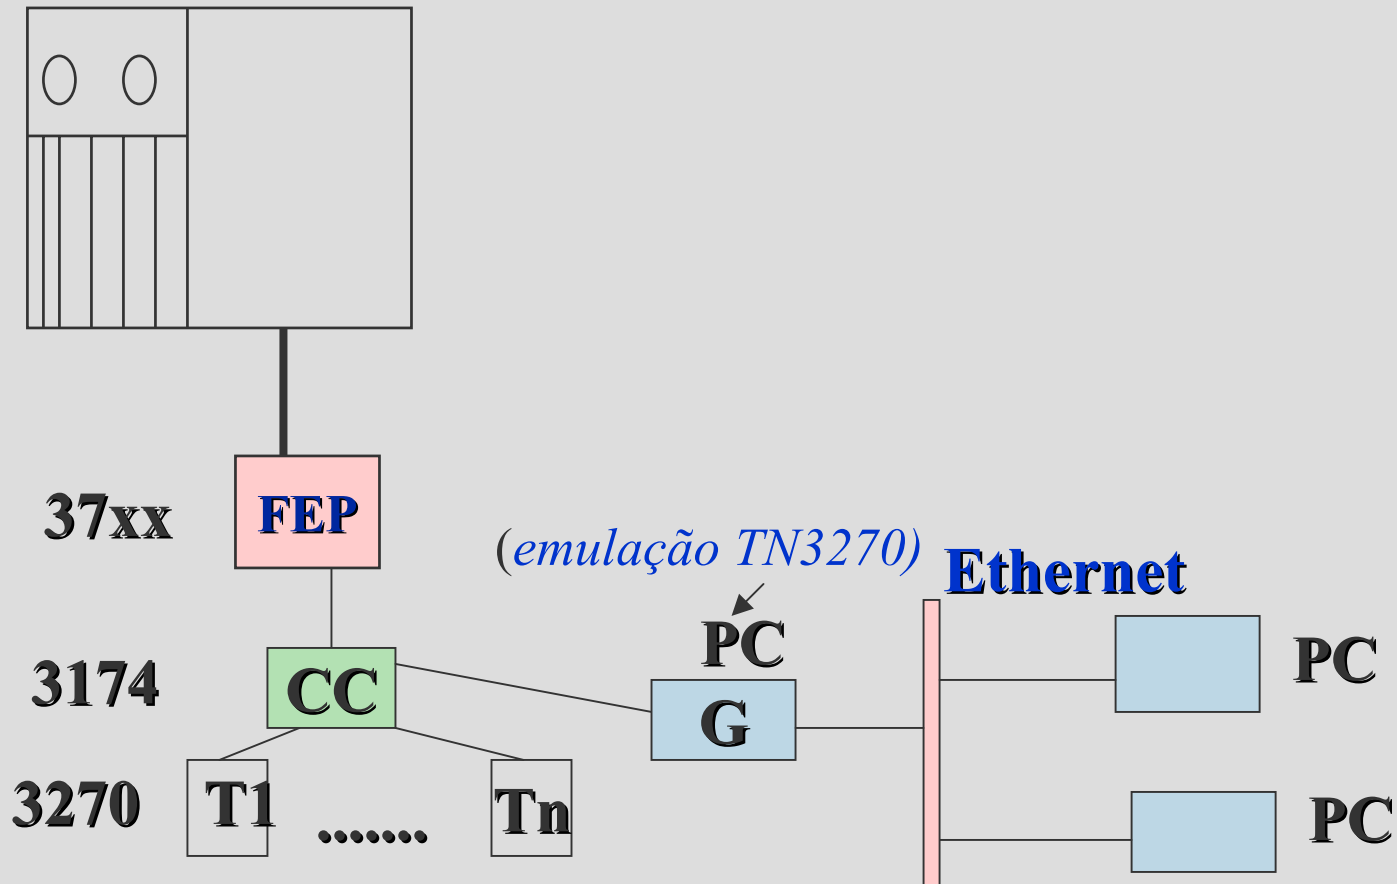 37xx
FEP
(emulação TN3270)
Ethernet
PC
PC
3174
CC
G
3270
T1
.......
Tn
PC